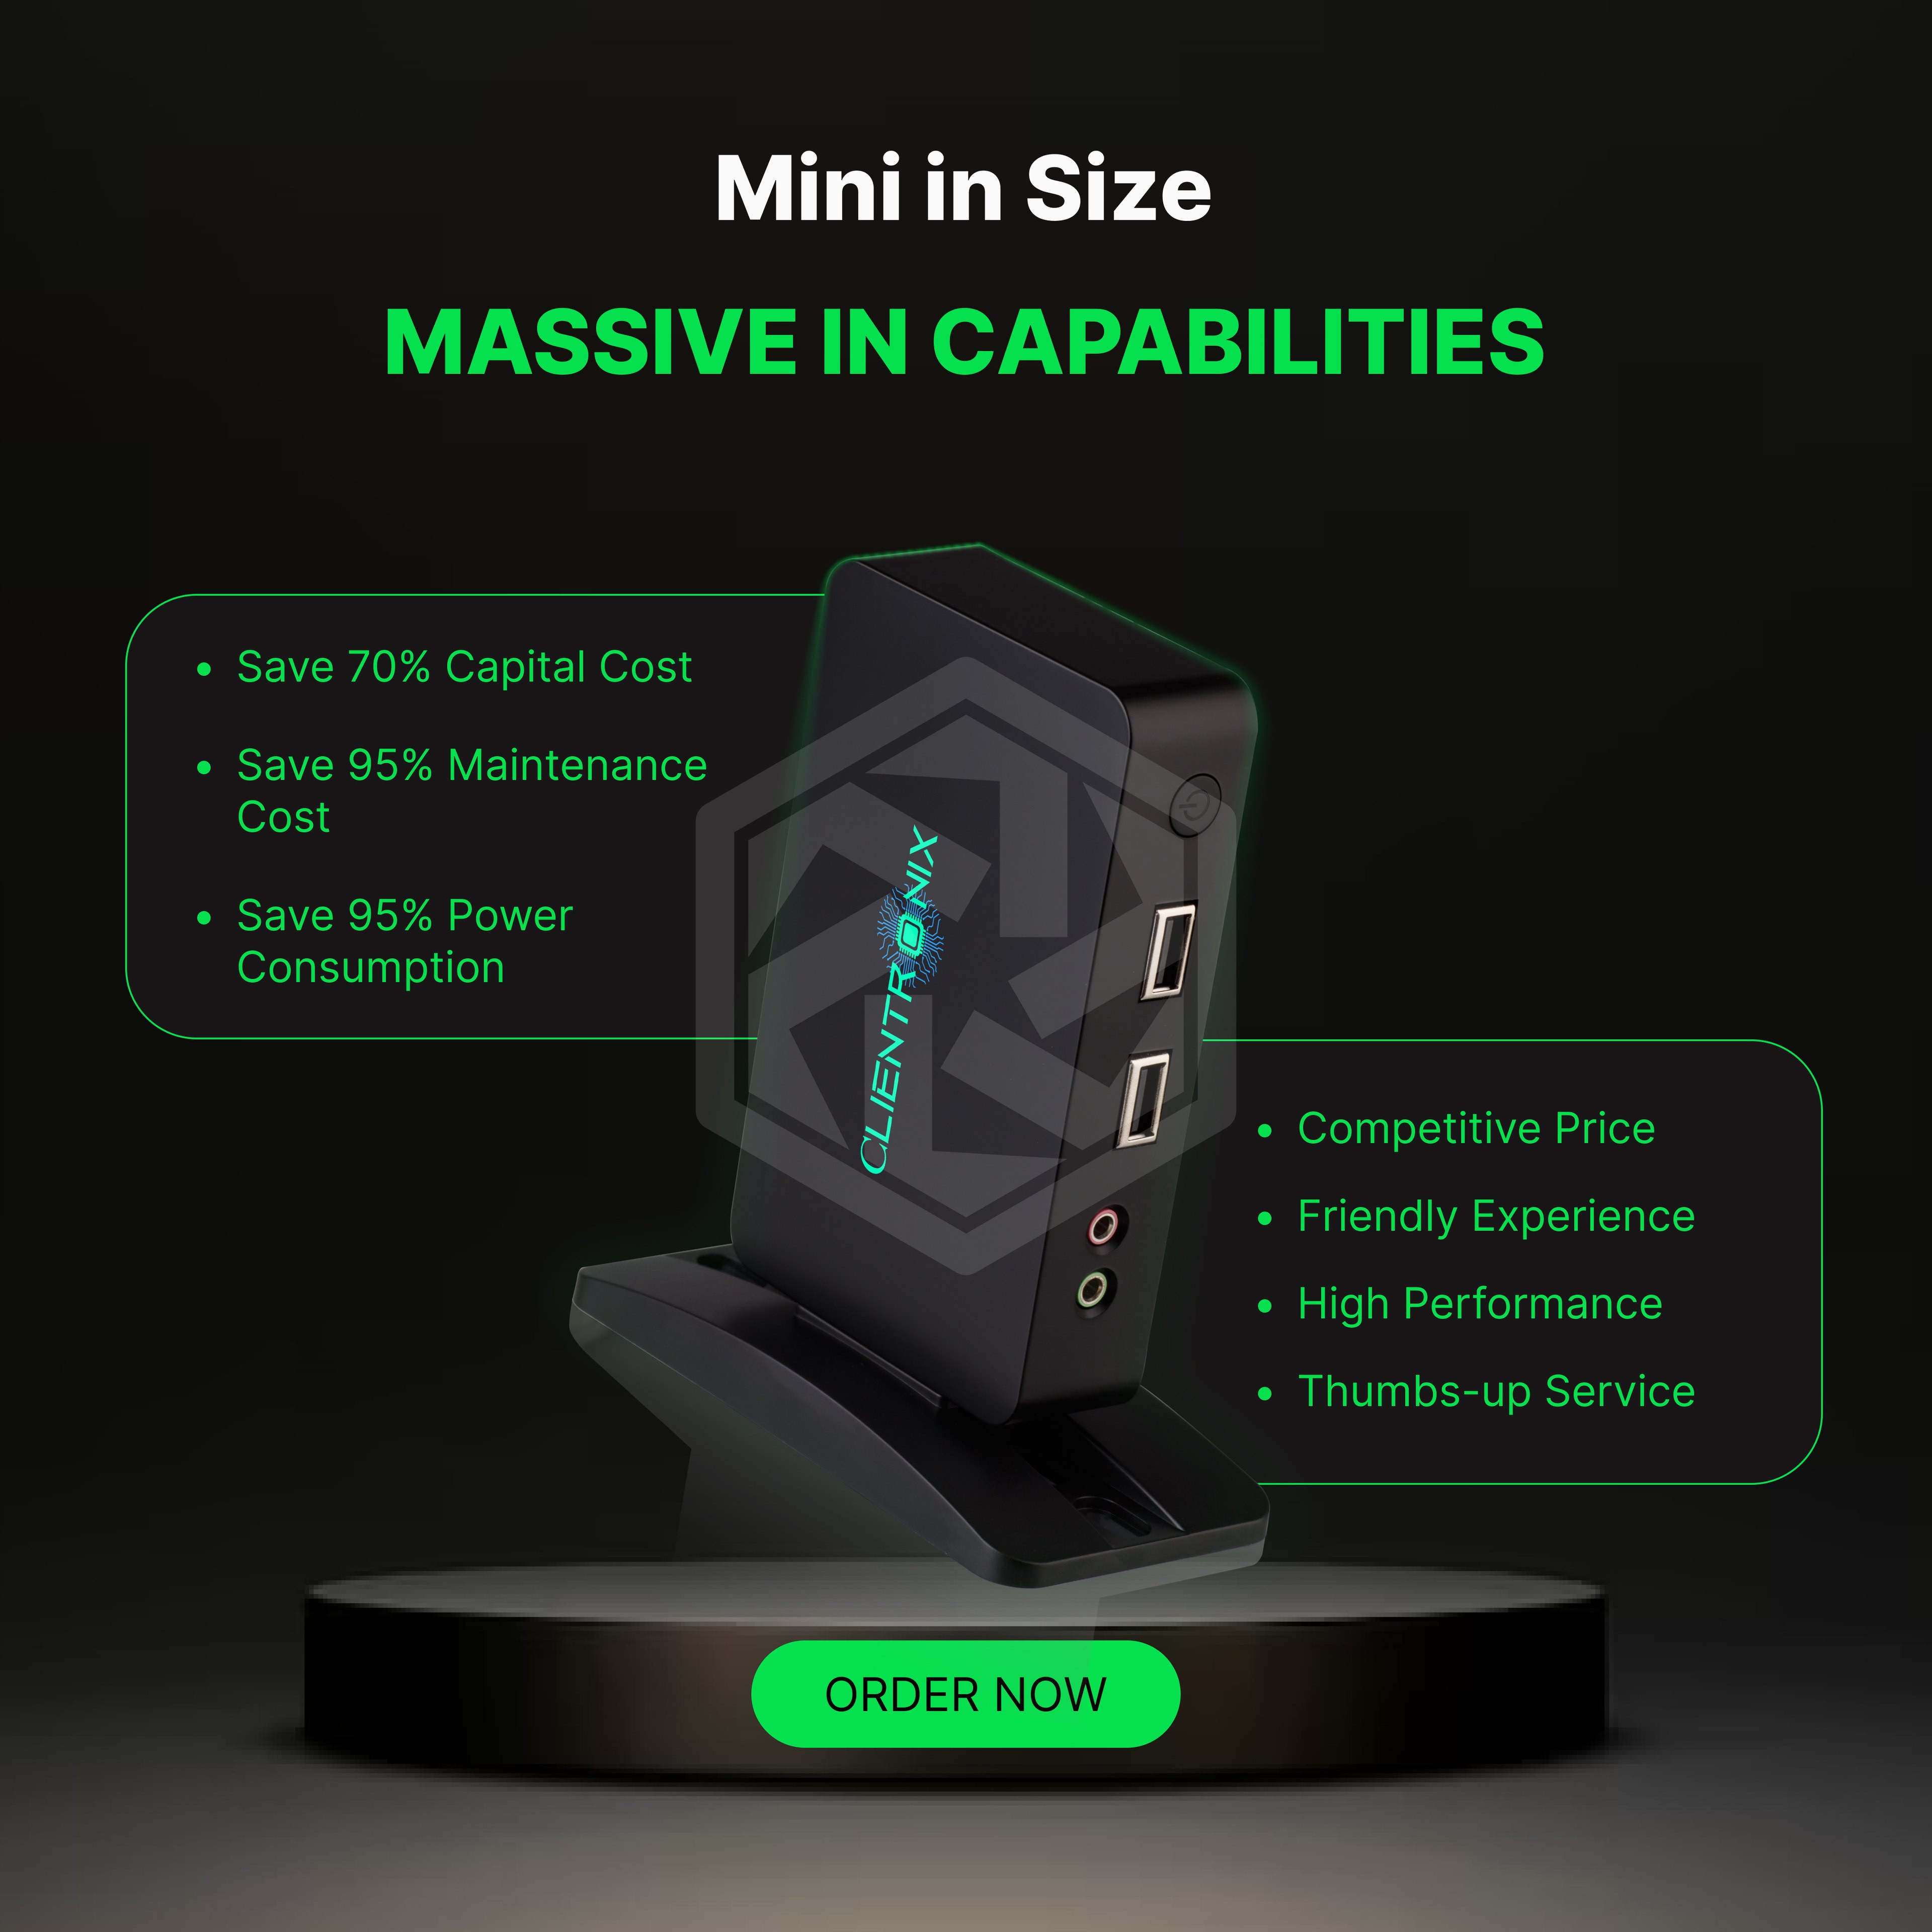 Mini in Size
MASSIVE IN CAPABILITIES
• Save 70% Capital Cost
• Save 95% Maintenance
Cost
• Save 95% Power
Consumption
CLIENTRONIX
• Competitive Price
• Friendly Experience
• High Performance
• Thumbs-up Service
ORDER NOW